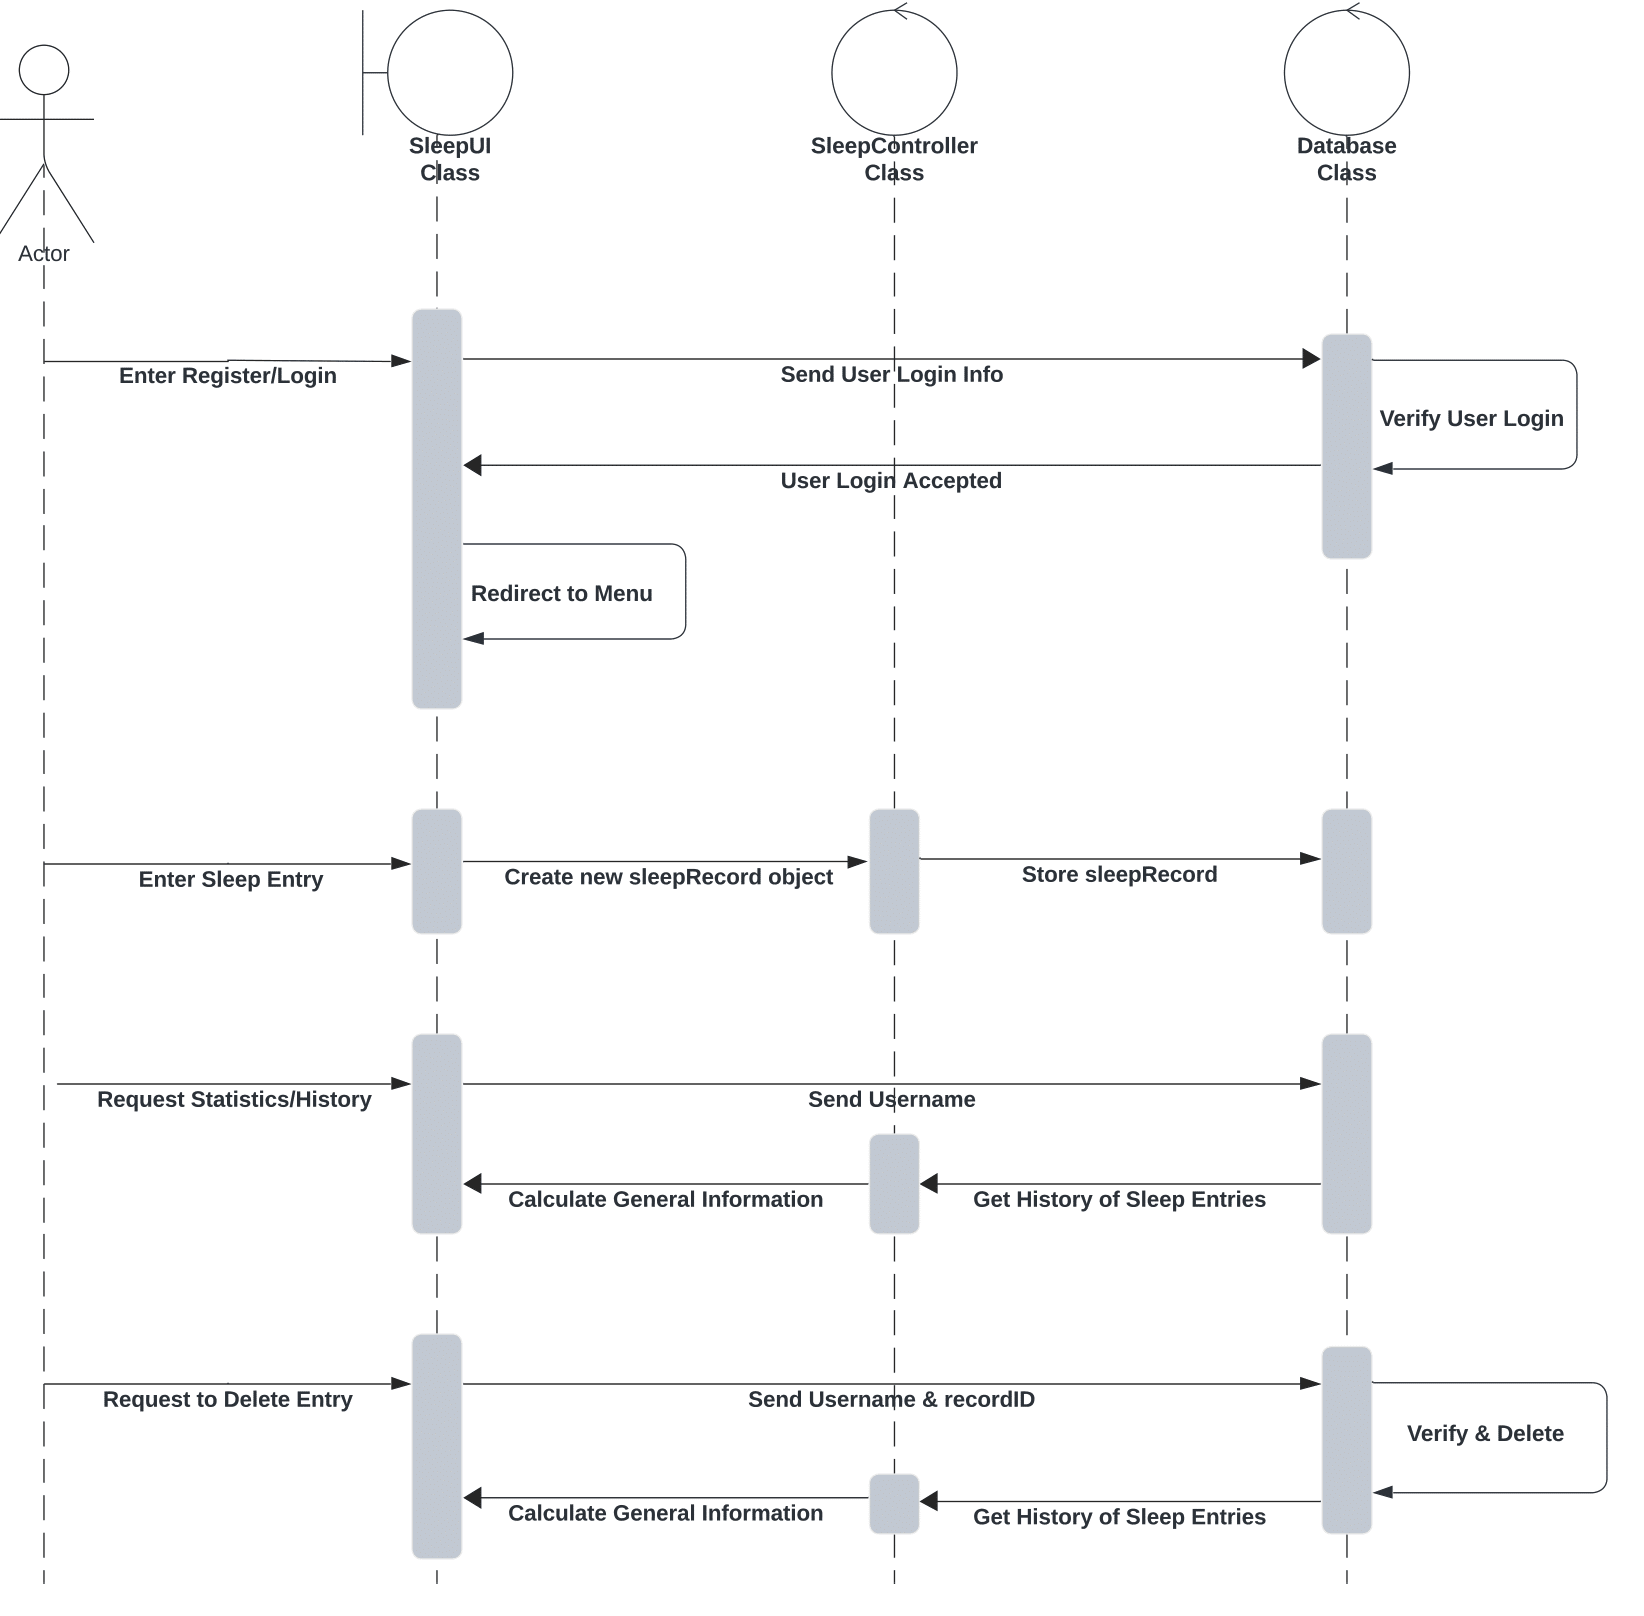 SleepUI
Class
SleepController
Class
Database
Class
Actor
Enter Register/Login
Send User Login Info
Verify User Login
User Login Accepted
Redirect to Menu
Enter Sleep Entry
Create new sleepRecord object
Store sleepRecord
Request Statistics/History
Send Username
Calculate General Information
Get History of Sleep Entries
Request to Delete Entry
Send Username & recordID
Verify & Delete
Calculate General Information
Get History of Sleep Entries